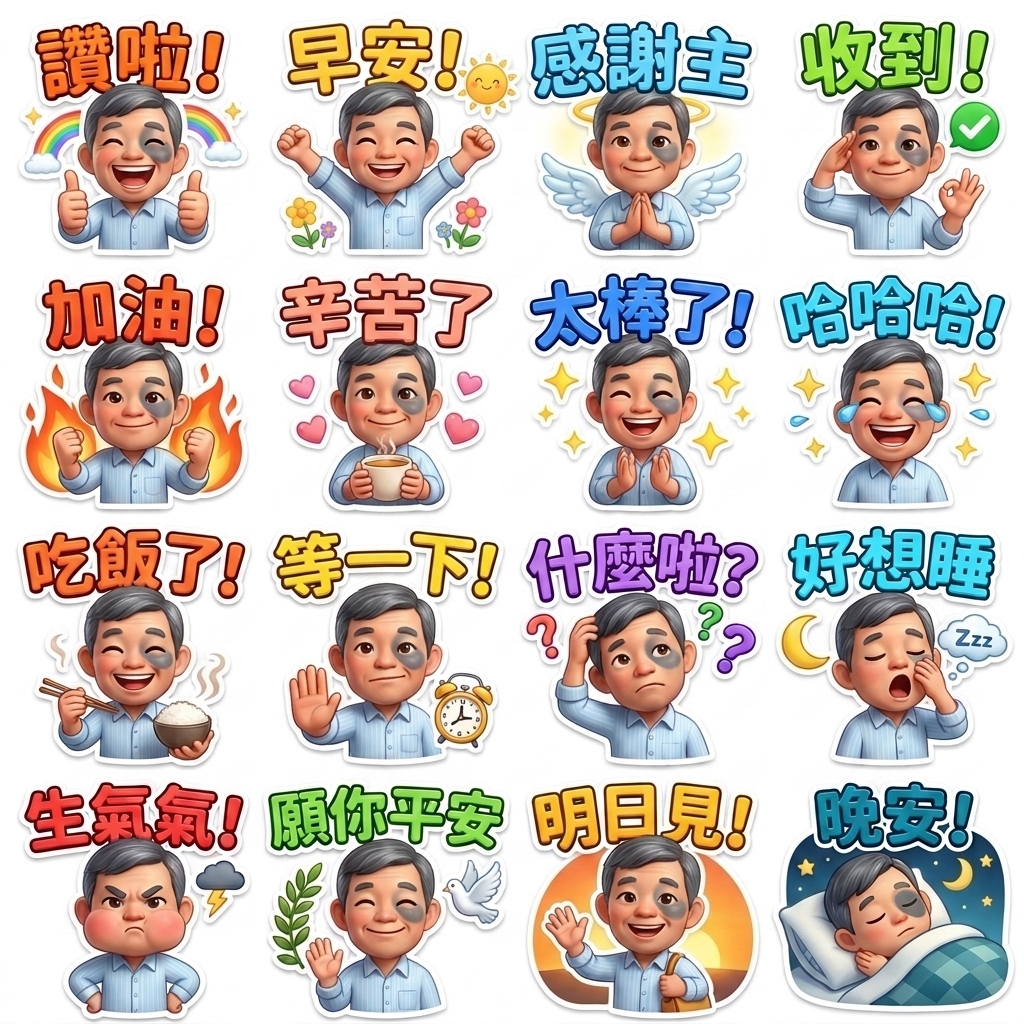 讚啦!
早安!
感謝主
收到!
加油!
辛苦了
太棒了!
哈哈哈!
吃飯了!
等一下!
什麼啦?
? ? ?
好想睡
Zzz
生氣氣!
願你平安
明日見!
晚安!